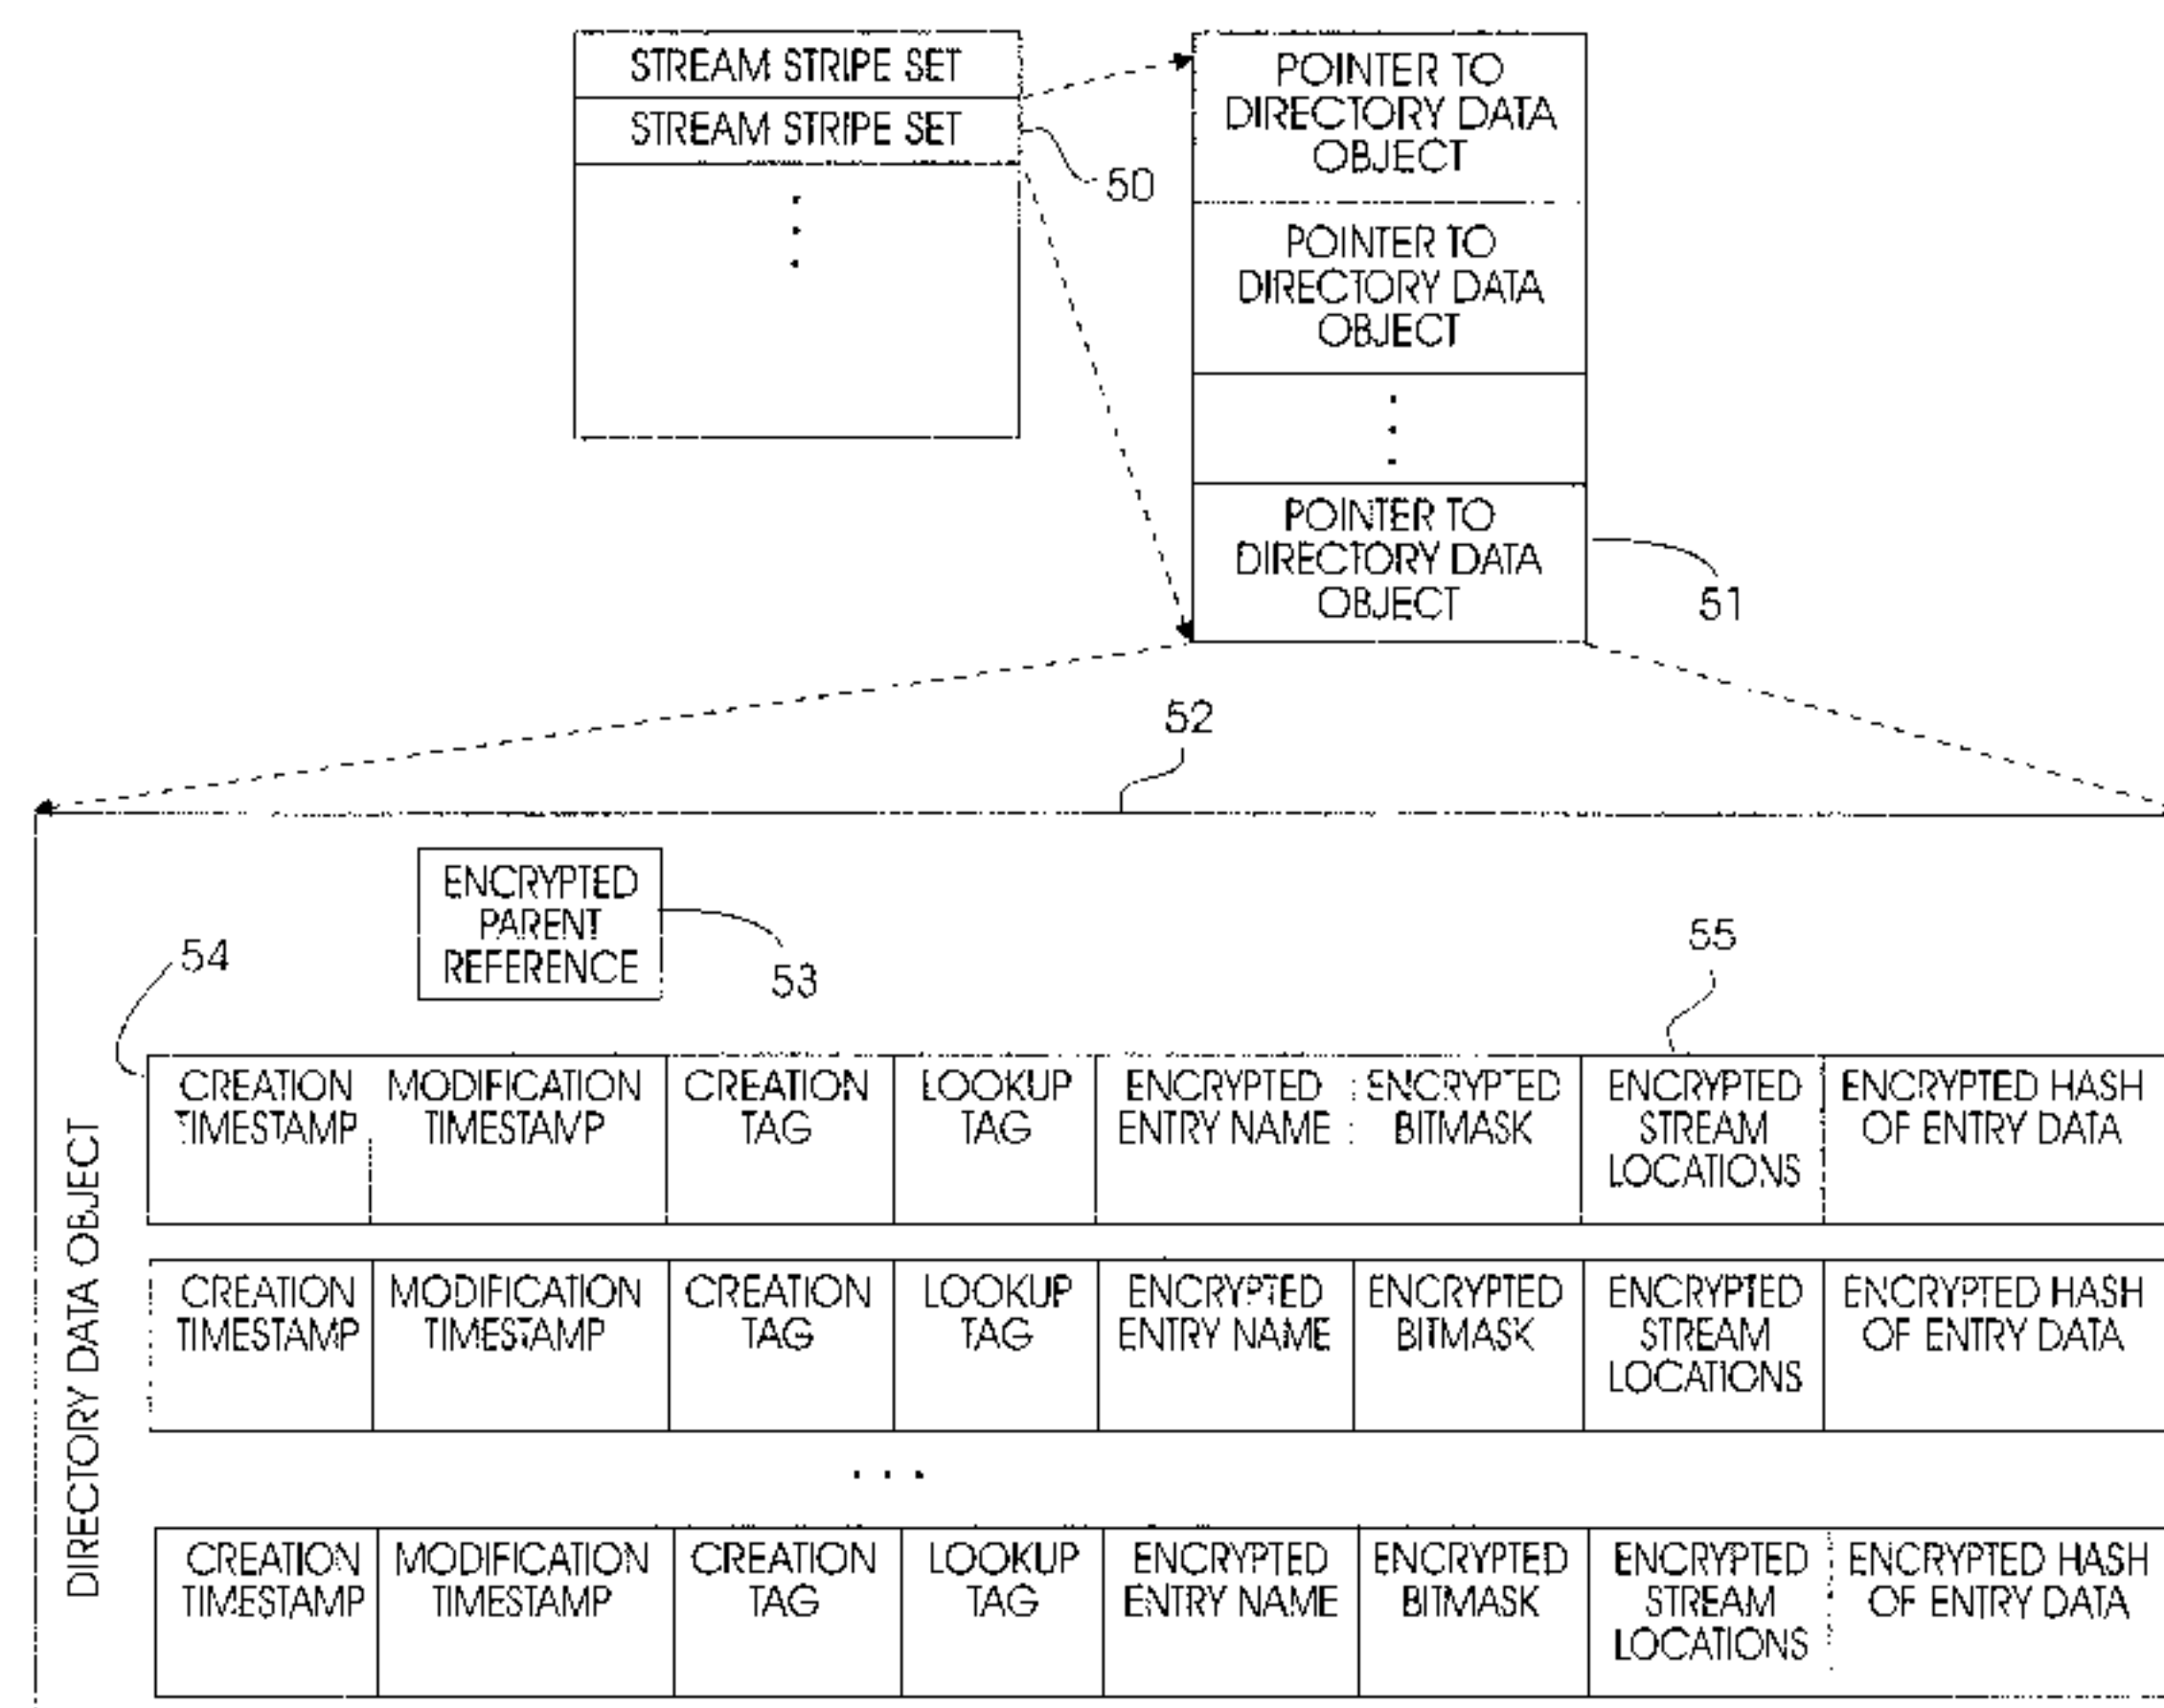 STREAM STRIPE SET
STREAM STRIPE SET
50
POINTER TO
DIRECTORY DATA
OBJECT
POINTER TO
DIRECTORY DATA
OBJECT
POINTER TO
DIRECTORY DATA
OBJECT
51
52
ENCRYPTED
PARENT
REFERENCE
53
54
55
DIRECTORY DATA OBJECT
CREATION
TIMESTAMP
MODIFICATION
TIMESTAMP
CREATION
TAG
LOOKUP
TAG
ENCRYPTED
ENTRY NAME
ENCRYPTED
BITMASK
ENCRYPTED
STREAM
LOCATIONS
ENCRYPTED HASH
OF ENTRY DATA
CREATION
TIMESTAMP
MODIFICATION
TIMESTAMP
CREATION
TAG
LOOKUP
TAG
ENCRYPTED
ENTRY NAME
ENCRYPTED
BITMASK
ENCRYPTED
STREAM
LOCATIONS
ENCRYPTED HASH
OF ENTRY DATA
. . .
CREATION
TIMESTAMP
MODIFICATION
TIMESTAMP
CREATION
TAG
LOOKUP
TAG
ENCRYPTED
ENTRY NAME
ENCRYPTED
BITMASK
ENCRYPTED
STREAM
LOCATIONS
ENCRYPTED HASH
OF ENTRY DATA